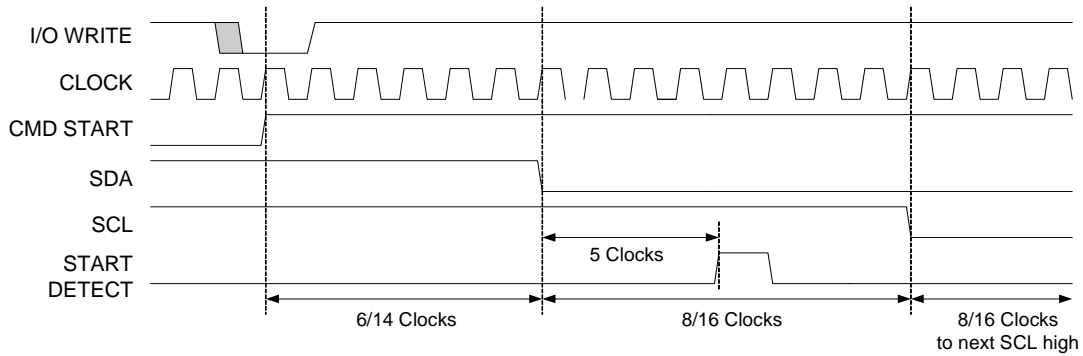 I/O WRITE
CLOCK
CMD START
SDA
SCL
5 Clocks
START
DETECT
6/14 Clocks
8/16 Clocks
8/16 Clocks
to next SCL high